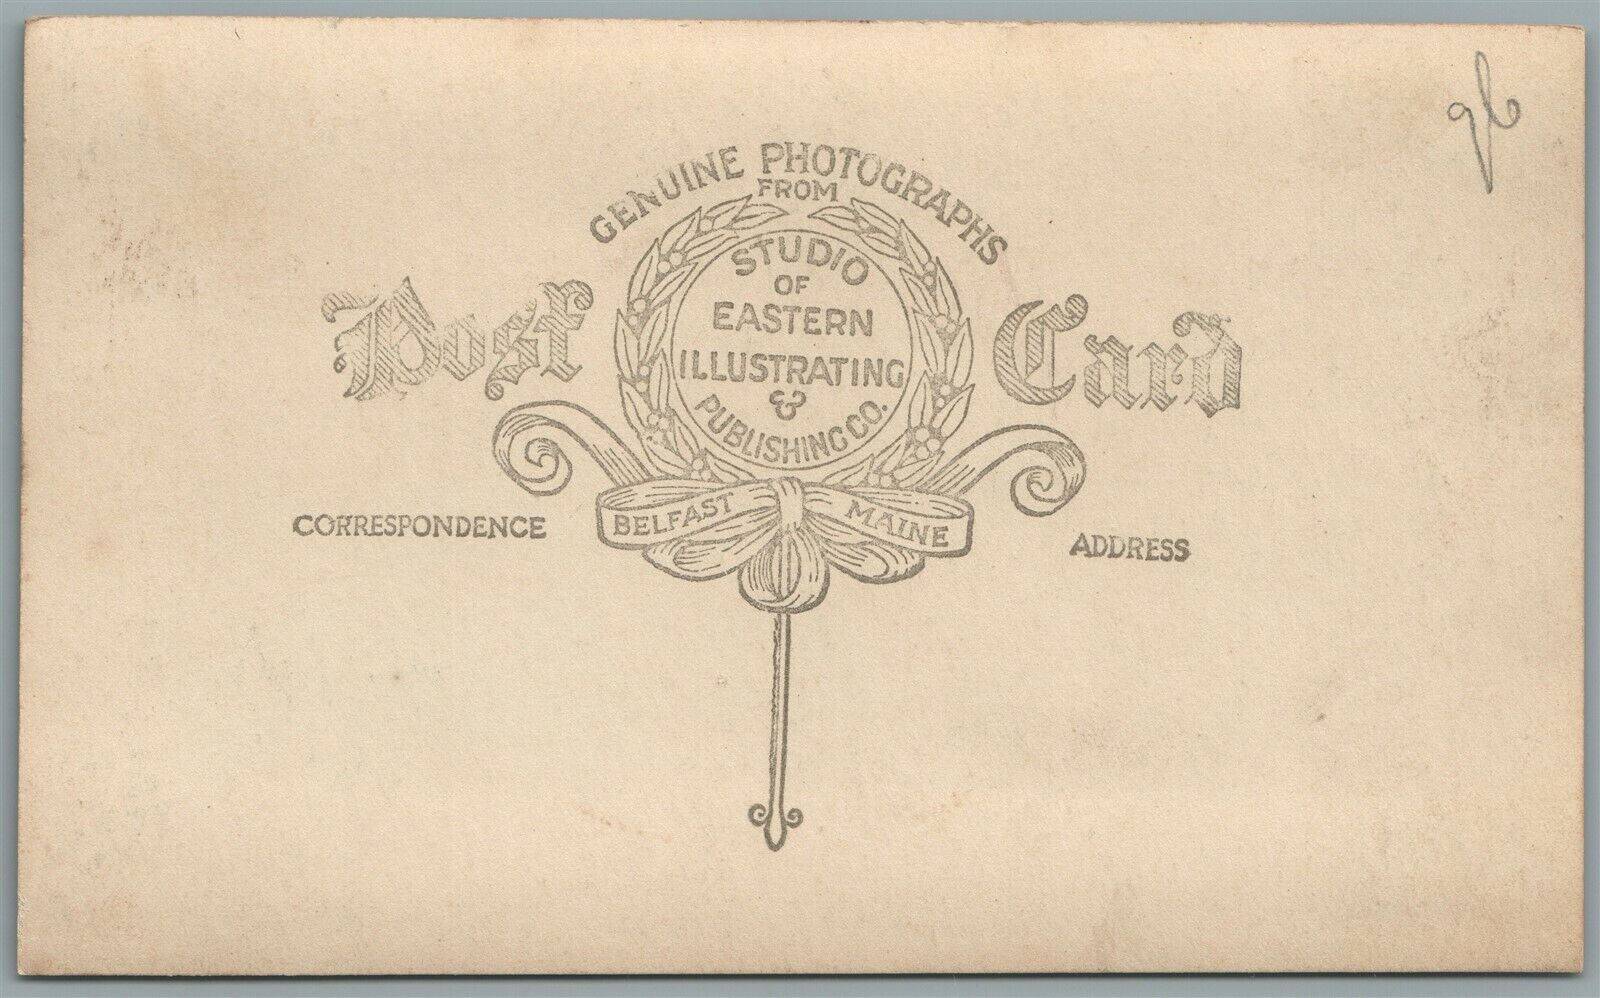 GENUINE PHOTOGRAPHS
FROM
Post Card
STUDIO
OF
EASTERN
ILLUSTRATING
&
PUBLISHING CO.
BELFAST MAINE
CORRESPONDENCE
ADDRESS